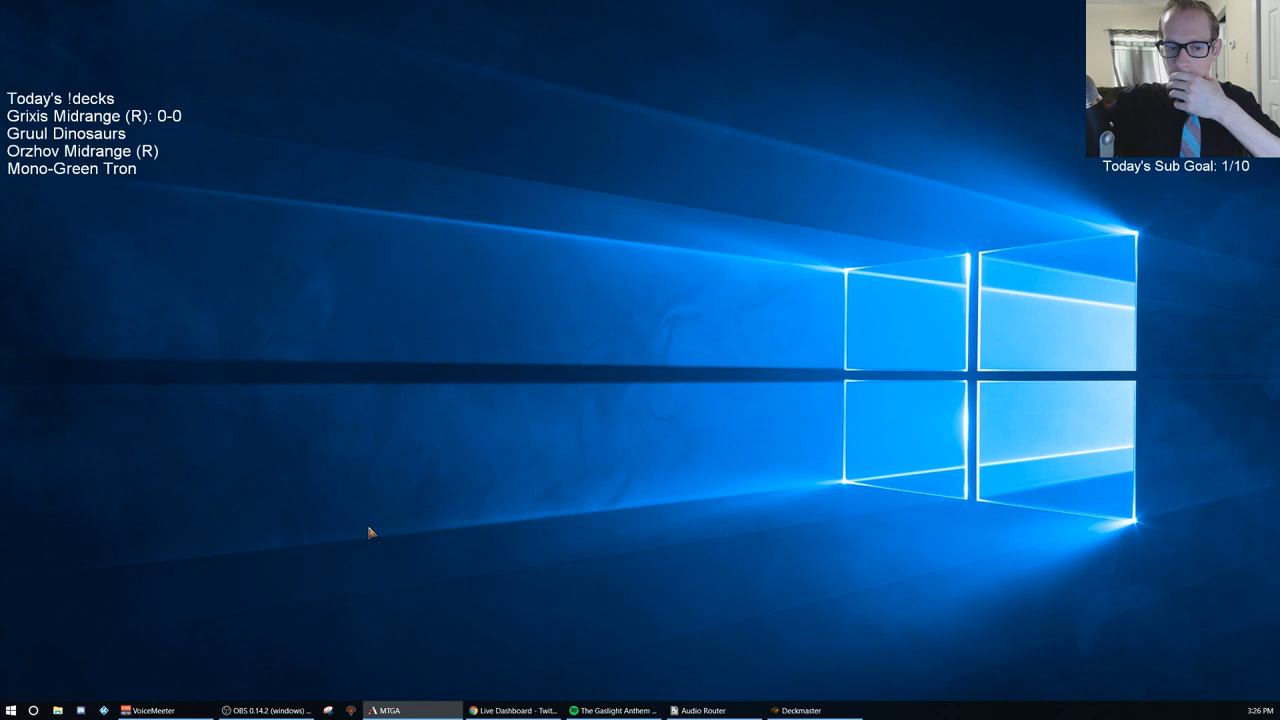 Today's !decks
Grixis Midrange (R): 0-0
Gruul Dinosaurs
Orzhov Midrange (R)
Mono-Green Tron
Today's Sub Goal: 1/10
VoiceMeeter
OBS 0.14.2 (windows) ...
MTGA
Live Dashboard - Twit...
The Gaslight Anthem ...
Audio Router
Deckmaster
3:26 PM